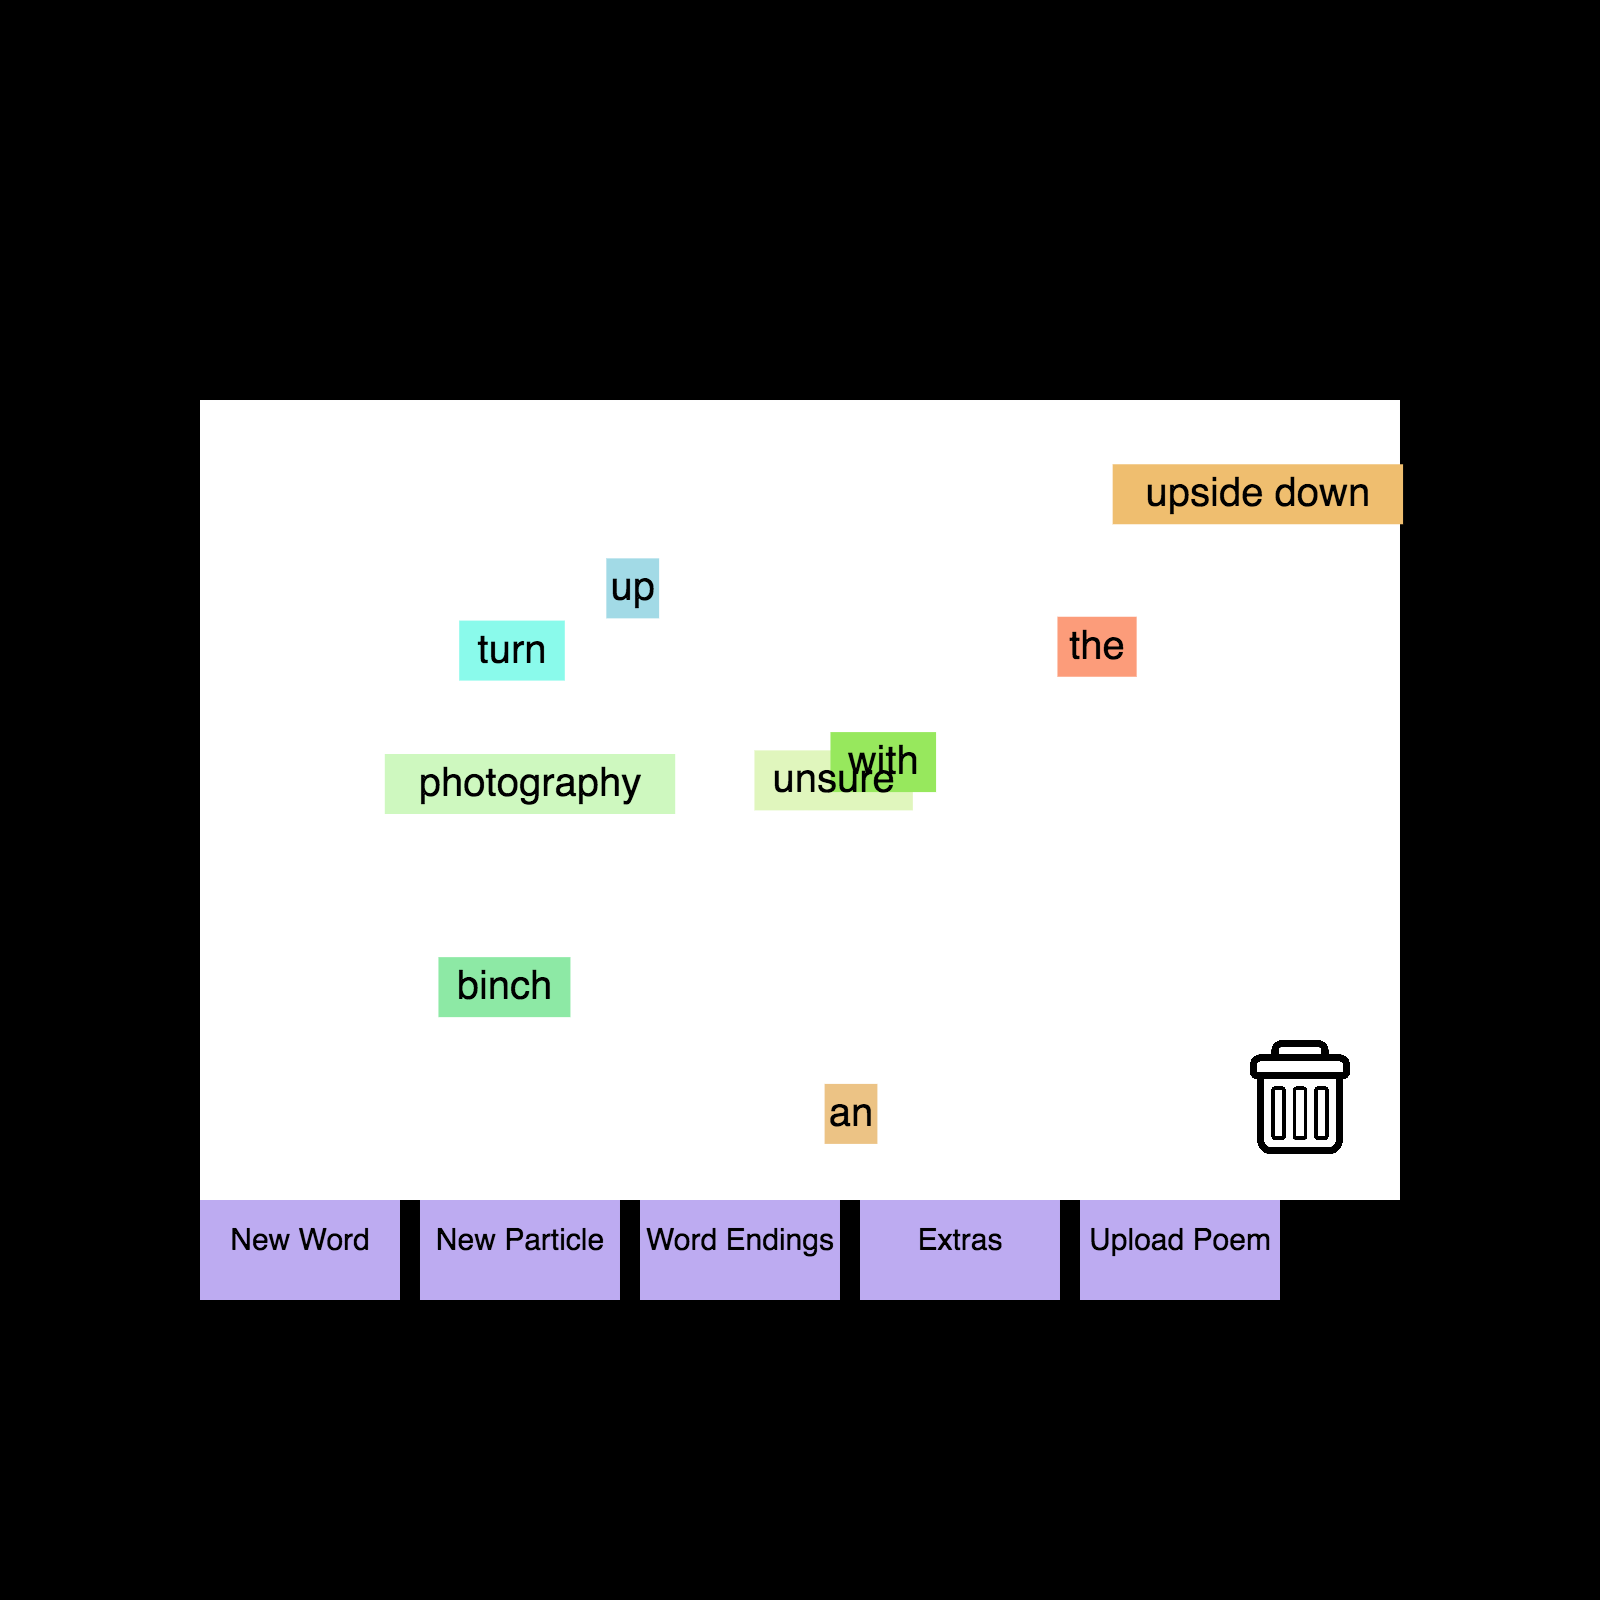 upside down
up
turn
the
with
unsure
photography
binch
an
New Word
New Particle
Word Endings
Extras
Upload Poem